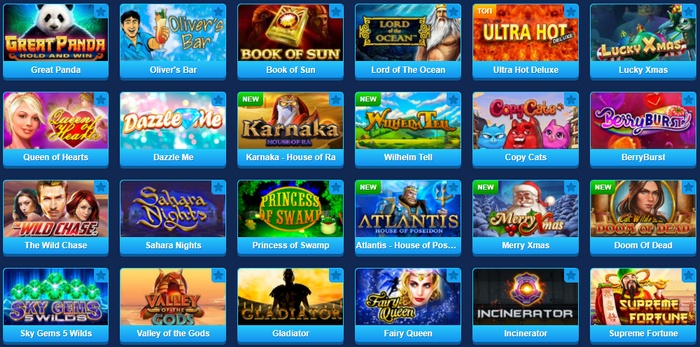 GREAT PANDA
HOLD AND WIN
Great Panda
Oliver's
Bar
Oliver's Bar
BOOK OF SUN
Book of Sun
LORD
OF THE
OCEAN
Lord of The Ocean
ТОП
ULTRA HOT
DELUXE
Ultra Hot Deluxe
LUCKY XMAS
Lucky Xmas
Queen
of
Hearts
Queen of Hearts
Dazzle Me
Dazzle Me
NEW
Karnaka
HOUSE OF RA
Karnaka - House of Ra
NEW
Wilhelm Tell
Wilhelm Tell
Copy Cats
Copy Cats
BerryBurst
BerryBurst
THE
WILD CHASE
The Wild Chase
Sahara
Nights
Sahara Nights
PRINCESS
OF SWAMP
Princess of Swamp
NEW
ATLANTIS
HOUSE OF POSEIDON
Atlantis - House of Pos...
NEW
Merry Xmas
Merry Xmas
NEW
Cat Wilde
DOOM OF DEAD
Doom Of Dead
SKY GEMS
5 WILDS
Sky Gems 5 Wilds
VALLEY
OF THE
GODS
Valley of the Gods
GLADIATOR
Gladiator
Fairy
Queen
Fairy Queen
INCINERATOR
Incinerator
SUPREME
FORTUNE
Supreme Fortune